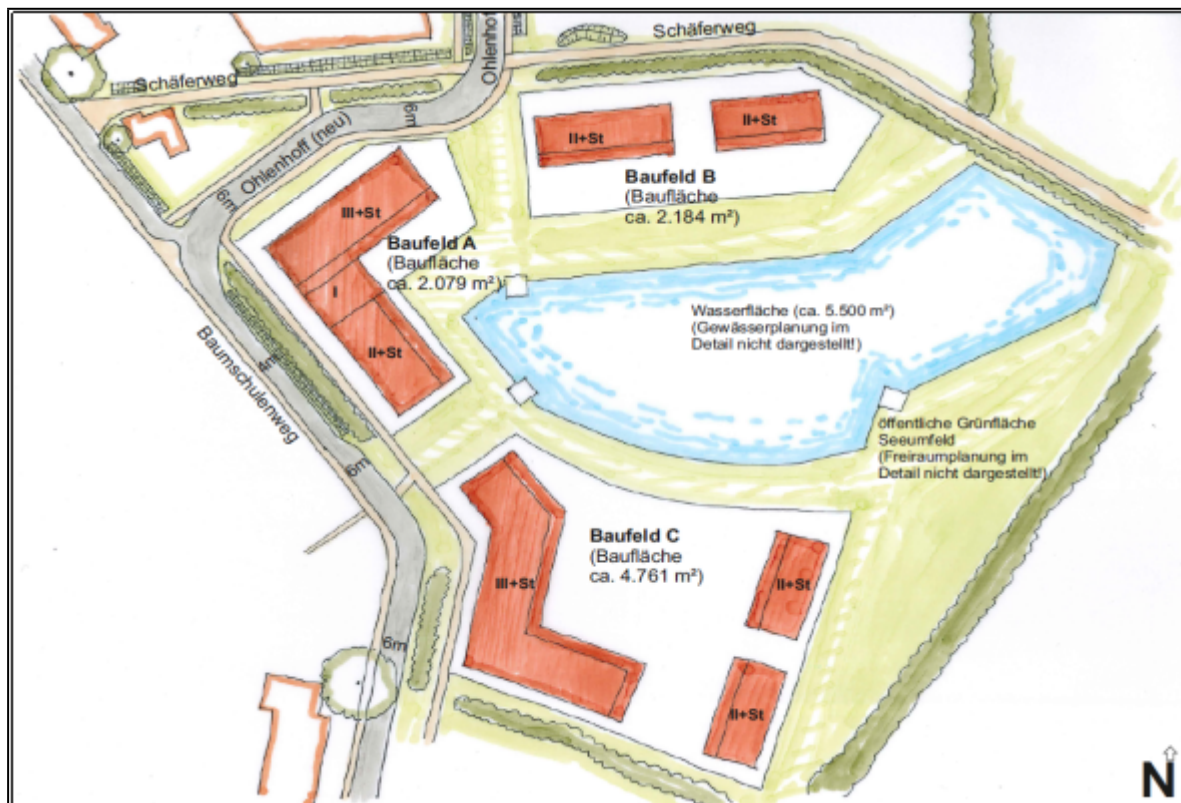 Schäferweg
Schäferweg
Ohlenhoff
6m
Ohlenhoff (neu)
6m
II+St
II+St
Baufeld B
(Baufläche
ca. 2.184 m²)
III+St
Baufeld A
(Baufläche
ca. 2.079 m²)
I
II+St
Wasserfläche (ca. 5.500 m²)
(Gewässerplanung im
Detail nicht dargestellt!)
Baumschulenweg
4m
6m
öffentliche Grünfläche
Seeumfeld
(Freiraumplanung im
Detail nicht dargestellt!)
Baufeld C
(Baufläche
ca. 4.761 m²)
III+St
II+St
6m
II+St
N